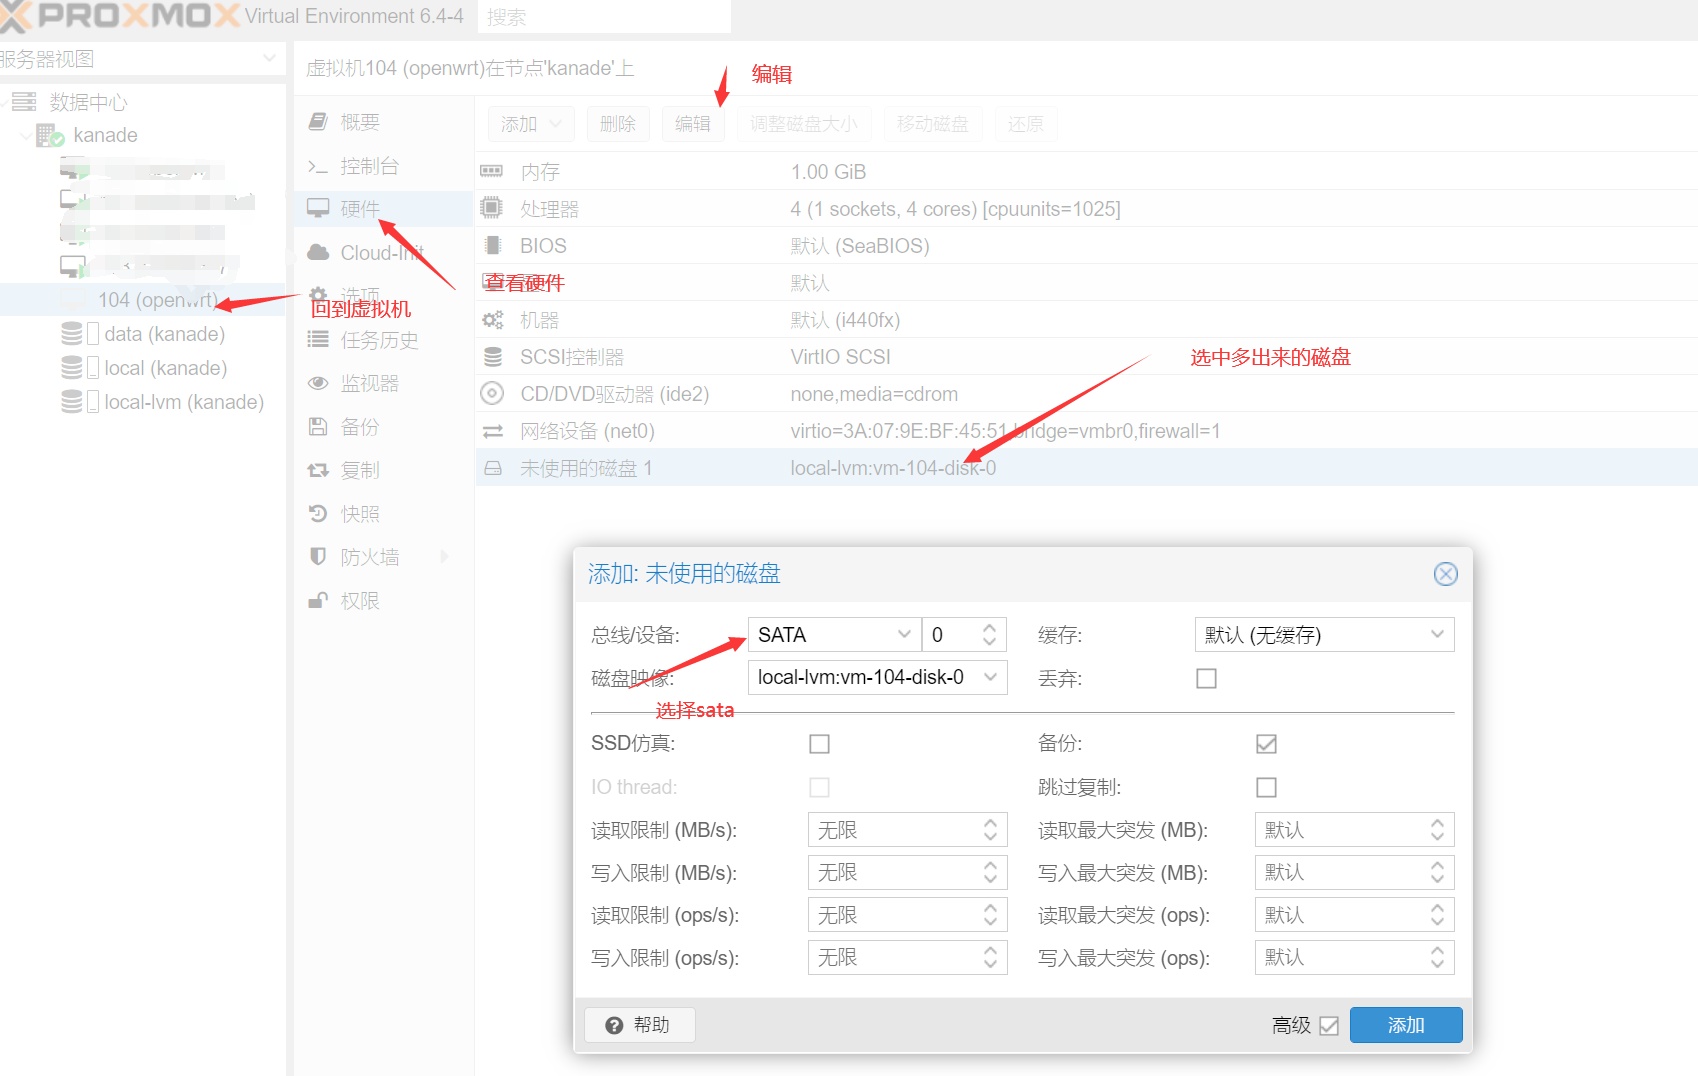 PROXMOX Virtual Environment 6.4-4 搜索
服务器视图
数据中心
kanade
104 (openwrt)
data (kanade)
local (kanade)
local-lvm (kanade)
回到虚拟机
虚拟机104 (openwrt)在节点'kanade'上
编辑
概要
控制台
硬件
Cloud-Init
选项
任务历史
监视器
备份
复制
快照
防火墙
权限
添加 删除 编辑 调整磁盘大小 移动磁盘 还原
内存 1.00 GiB
处理器 4 (1 sockets, 4 cores) [cpuunits=1025]
BIOS 默认 (SeaBIOS)
查看硬件
默认
机器 默认 (i440fx)
SCSI控制器 VirtIO SCSI
选中多出来的磁盘
CD/DVD驱动器 (ide2) none,media=cdrom
网络设备 (net0) virtio=3A:07:9E:BF:45:51,bridge=vmbr0,firewall=1
未使用的磁盘 1 local-lvm:vm-104-disk-0
添加: 未使用的磁盘
总线/设备: SATA 0 缓存: 默认 (无缓存)
磁盘映像: local-lvm:vm-104-disk-0 丢弃:
选择sata
SSD仿真: 备份:
IO thread: 跳过复制:
读取限制 (MB/s): 无限 读取最大突发 (MB): 默认
写入限制 (MB/s): 无限 写入最大突发 (MB): 默认
读取限制 (ops/s): 无限 读取最大突发 (ops): 默认
写入限制 (ops/s): 无限 写入最大突发 (ops): 默认
帮助 高级 添加